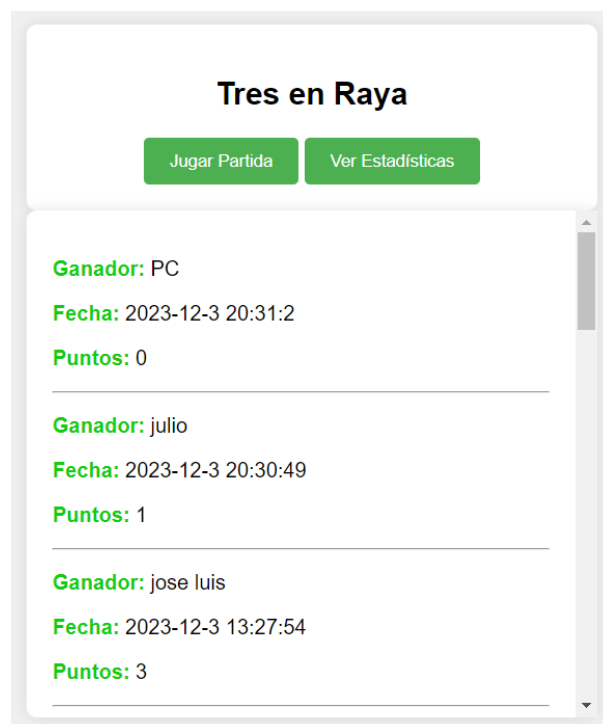 Tres en Raya
Jugar Partida Ver Estadísticas
Ganador: PC
Fecha: 2023-12-3 20:31:2
Puntos: 0
Ganador: julio
Fecha: 2023-12-3 20:30:49
Puntos: 1
Ganador: jose luis
Fecha: 2023-12-3 13:27:54
Puntos: 3